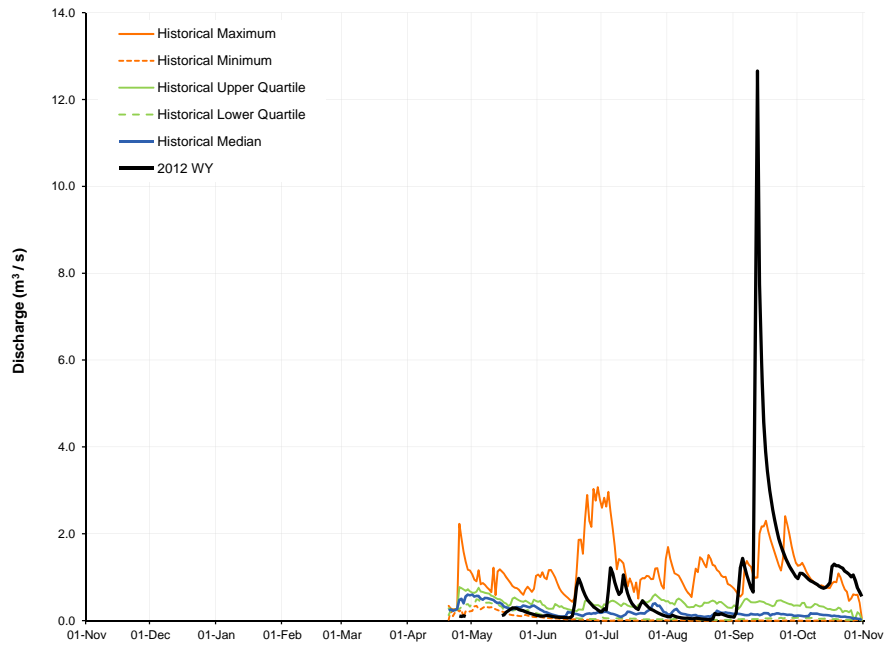 14.0
12.0
10.0
8.0
6.0
4.0
2.0
0.0
Discharge (m³ / s)
Historical Maximum
Historical Minimum
Historical Upper Quartile
Historical Lower Quartile
Historical Median
2012 WY
01-Nov 01-Dec 01-Jan 01-Feb 01-Mar 01-Apr 01-May 01-Jun 01-Jul 01-Aug 01-Sep 01-Oct 01-Nov